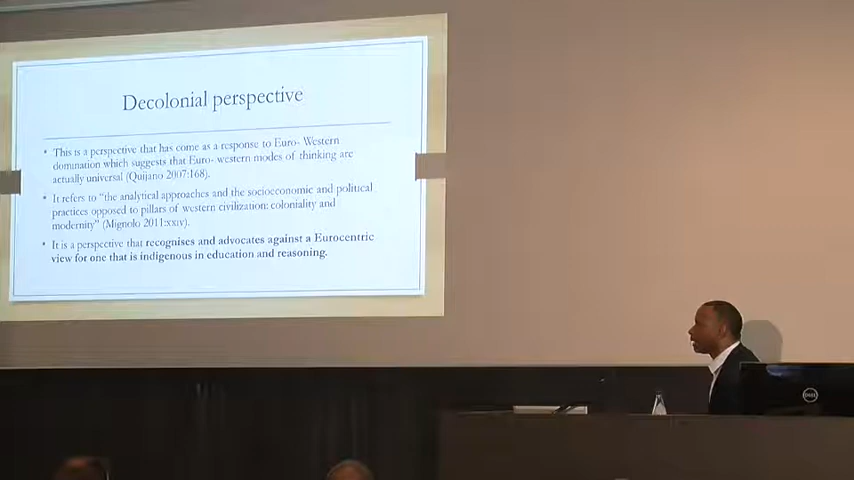 Decolonial perspective
• This is a perspective that has come as a response to Euro- Western
domination which suggests that Euro- western modes of thinking are
actually universal (Quijano 2007:168).
• It refers to “the analytical approaches and the socioeconomic and political
practices opposed to pillars of western civilization: coloniality and
modernity” (Mignolo 2011:xxiv).
• It is a perspective that recognises and advocates against a Eurocentric
view for one that is indigenous in education and reasoning.
DELL